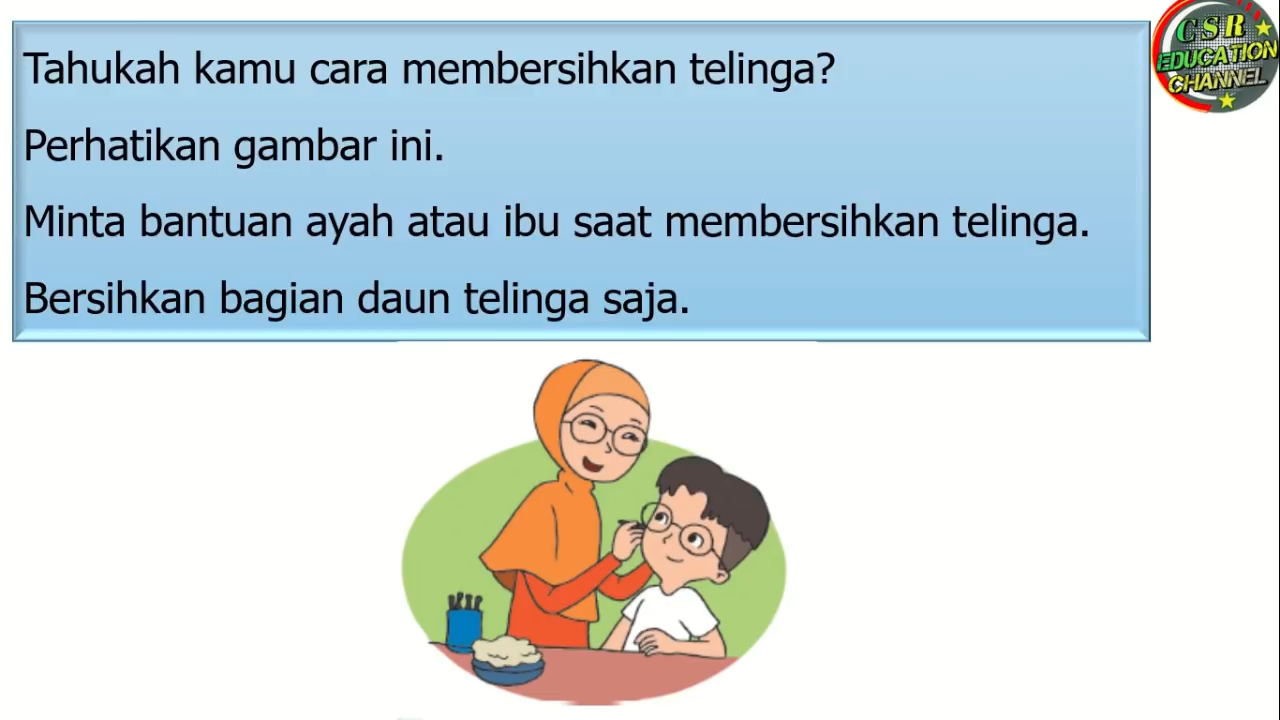 Tahukah kamu cara membersihkan telinga?
Perhatikan gambar ini.
Minta bantuan ayah atau ibu saat membersihkan telinga.
Bersihkan bagian daun telinga saja.
CSR
EDUCATION
CHANNEL